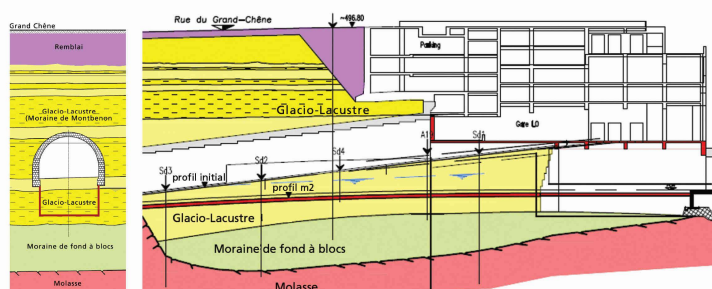 Grand Chêne
Remblai
Glacio-Lacustre
(Moraine de Montbenon)
Glacio-Lacustre
Moraine de fond à blocs
Molasse
Rue du Grand-Chêne
~496.80
Parking
Glacio-Lacustre
Gare LO
A1
Sd3
Sd2
Sd4
profil initial
profil m2
Glacio-Lacustre
Moraine de fond à blocs
Molasse